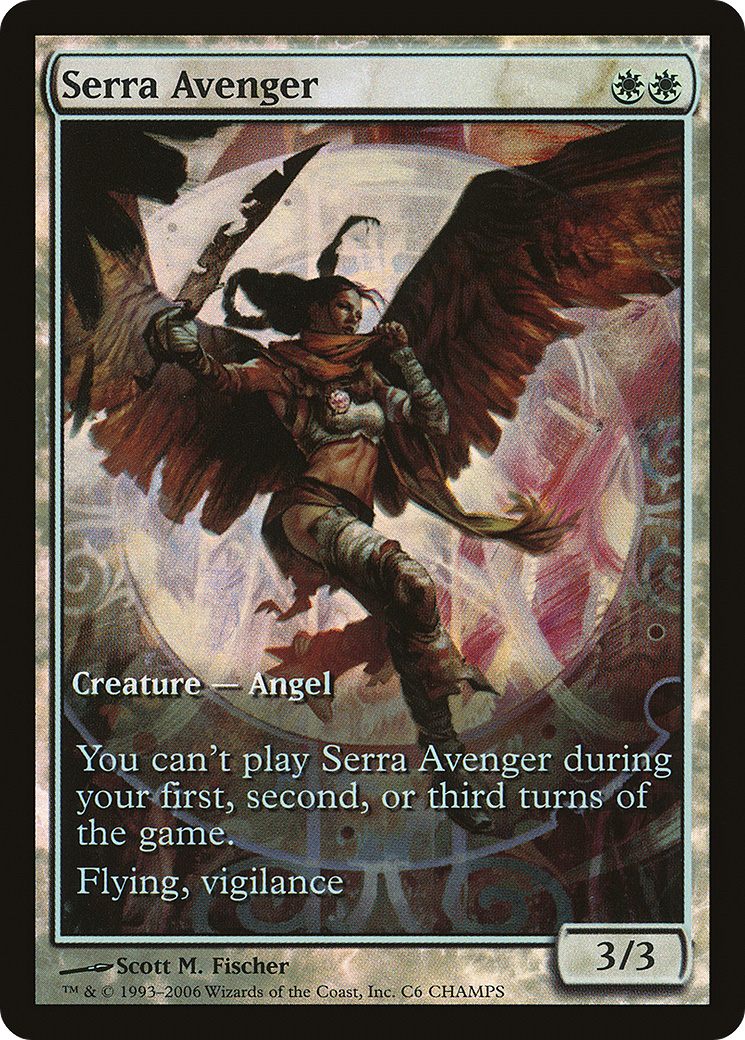 Serra Avenger
Creature — Angel
You can't play Serra Avenger during
your first, second, or third turns of
the game.
Flying, vigilance
3/3
Scott M. Fischer
™ & © 1993–2006 Wizards of the Coast, Inc. C6 CHAMPS